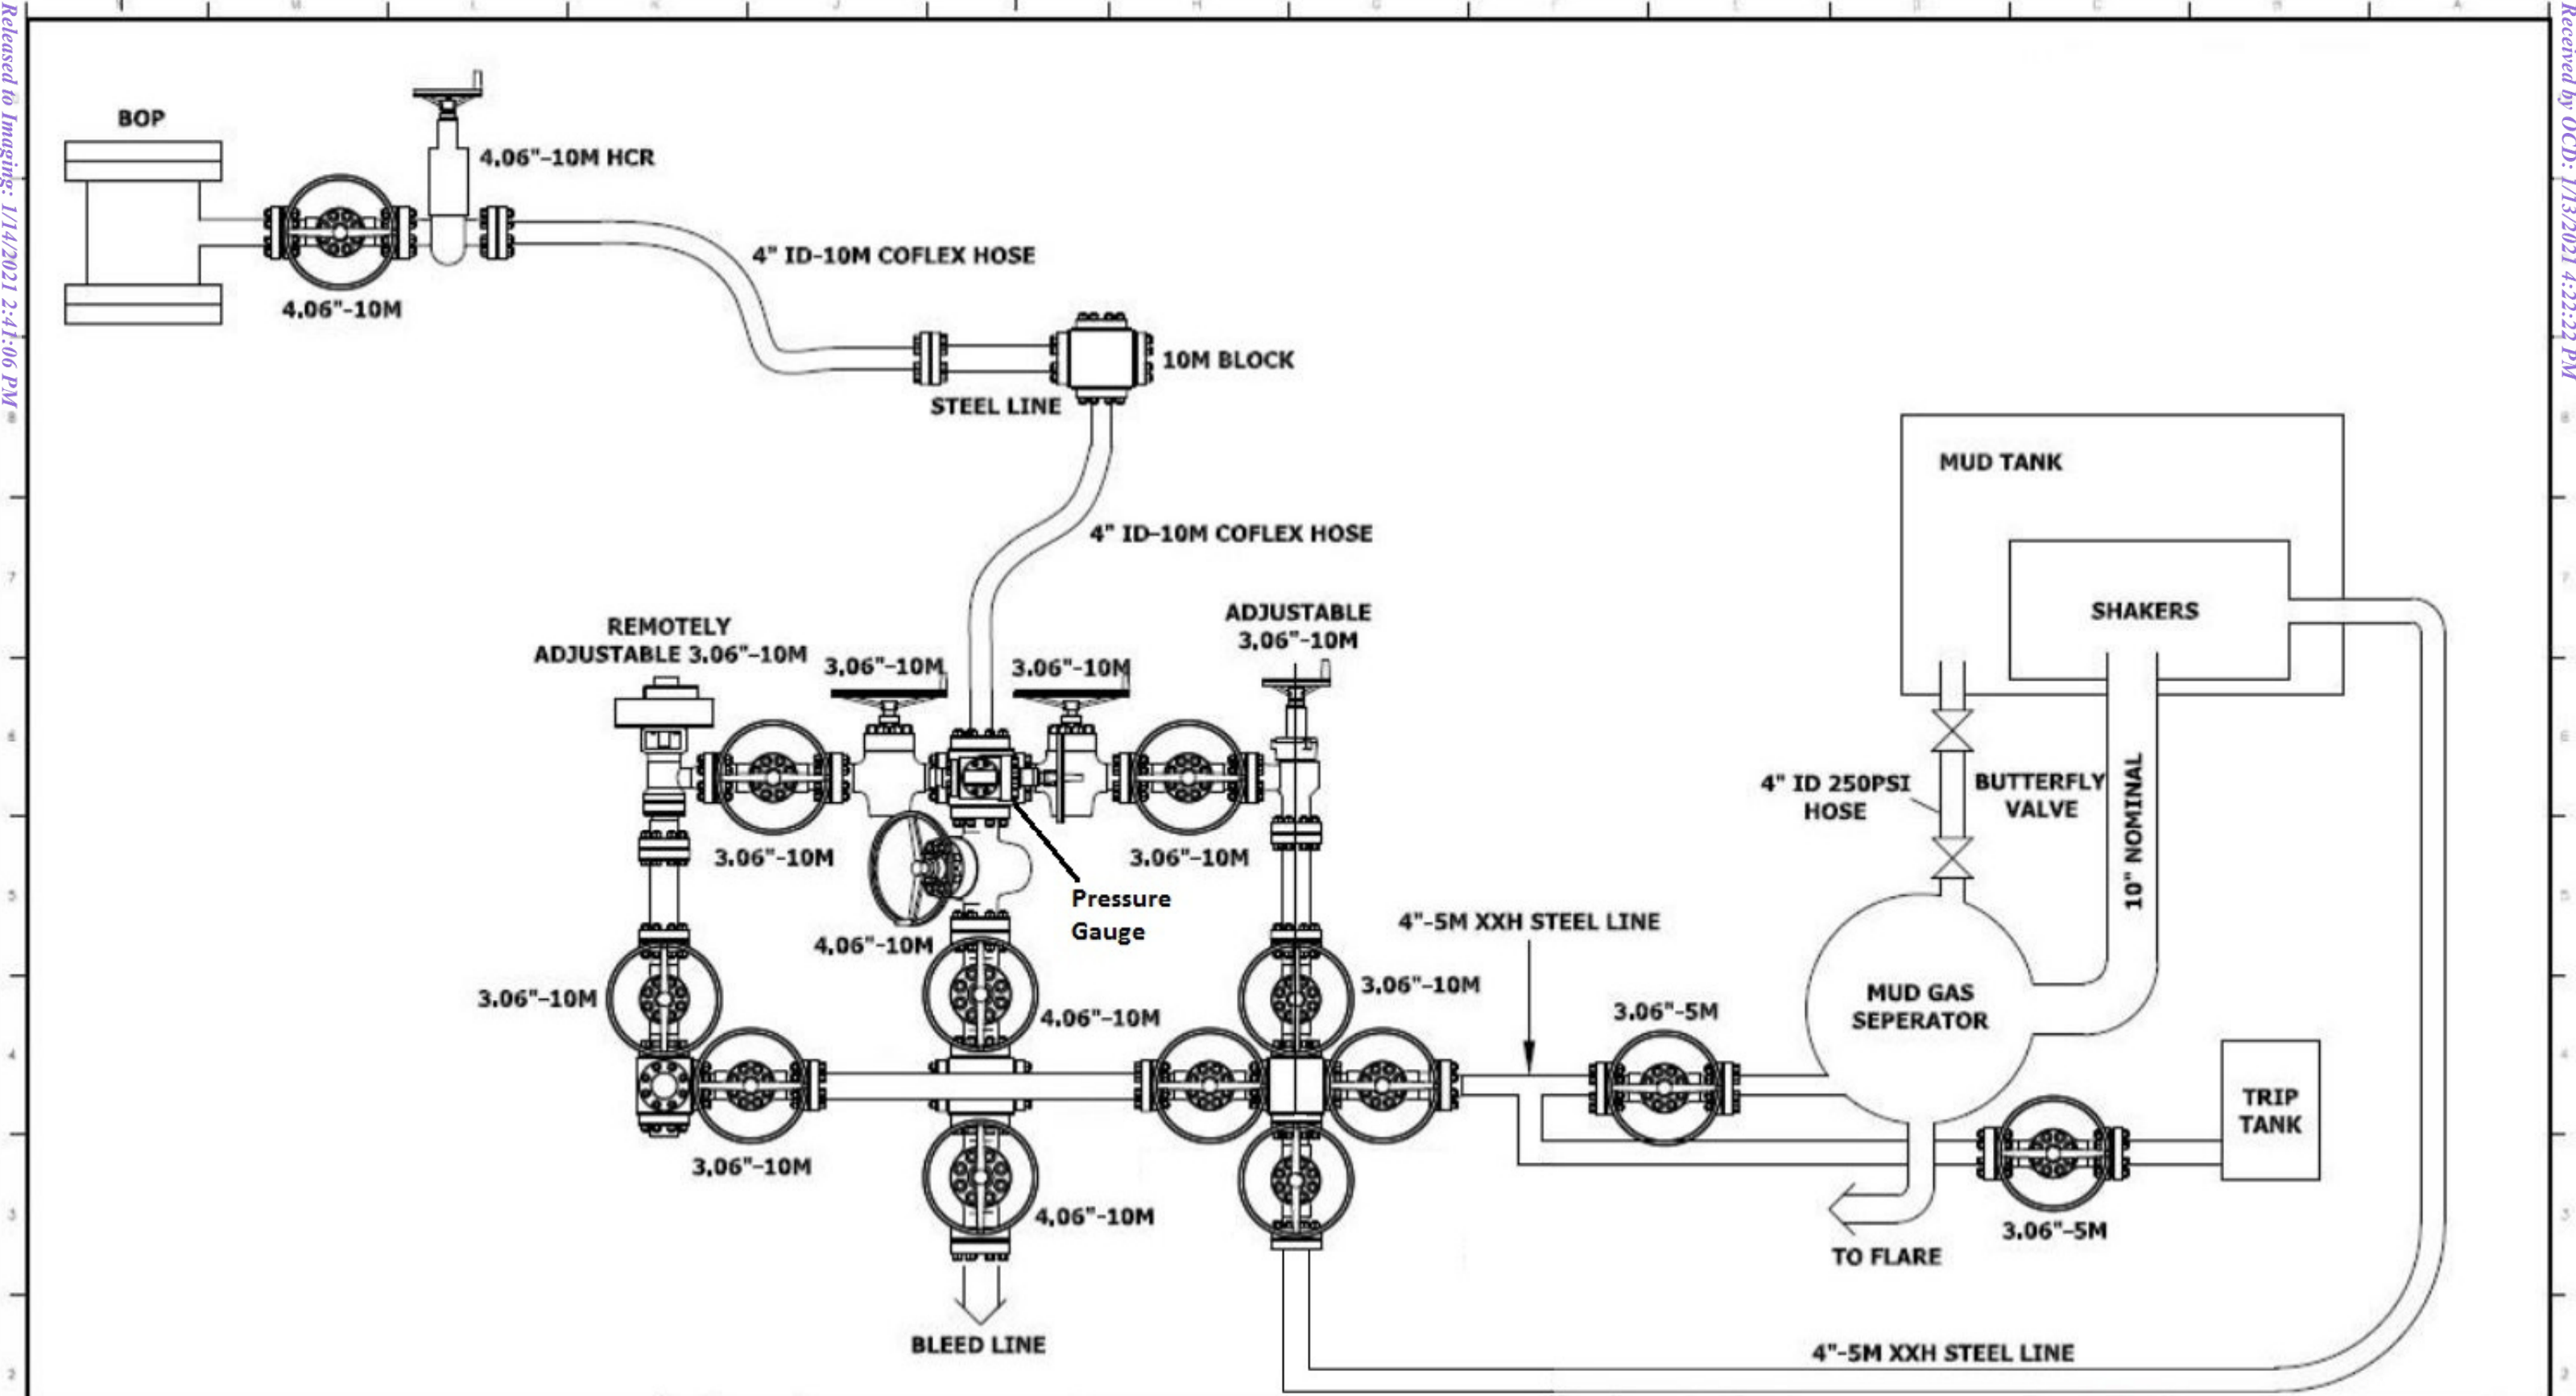 Released to Imaging: 1/14/2021 2:41:06 PM
Received by OCD: 1/13/2021 4:22:22 PM
BOP
4.06"-10M HCR
4.06"-10M
4" ID-10M COFLEX HOSE
10M BLOCK
STEEL LINE
4" ID-10M COFLEX HOSE
MUD TANK
SHAKERS
REMOTELY
ADJUSTABLE 3.06"-10M
3.06"-10M
3.06"-10M
ADJUSTABLE
3.06"-10M
4" ID 250PSI
HOSE
BUTTERFLY
VALVE
10" NOMINAL
3.06"-10M
3.06"-10M
Pressure
Gauge
4.06"-10M
4"-5M XXH STEEL LINE
3.06"-10M
4.06"-10M
3.06"-10M
3.06"-5M
MUD GAS
SEPERATOR
TRIP
TANK
3.06"-10M
4.06"-10M
3.06"-5M
TO FLARE
BLEED LINE
4"-5M XXH STEEL LINE